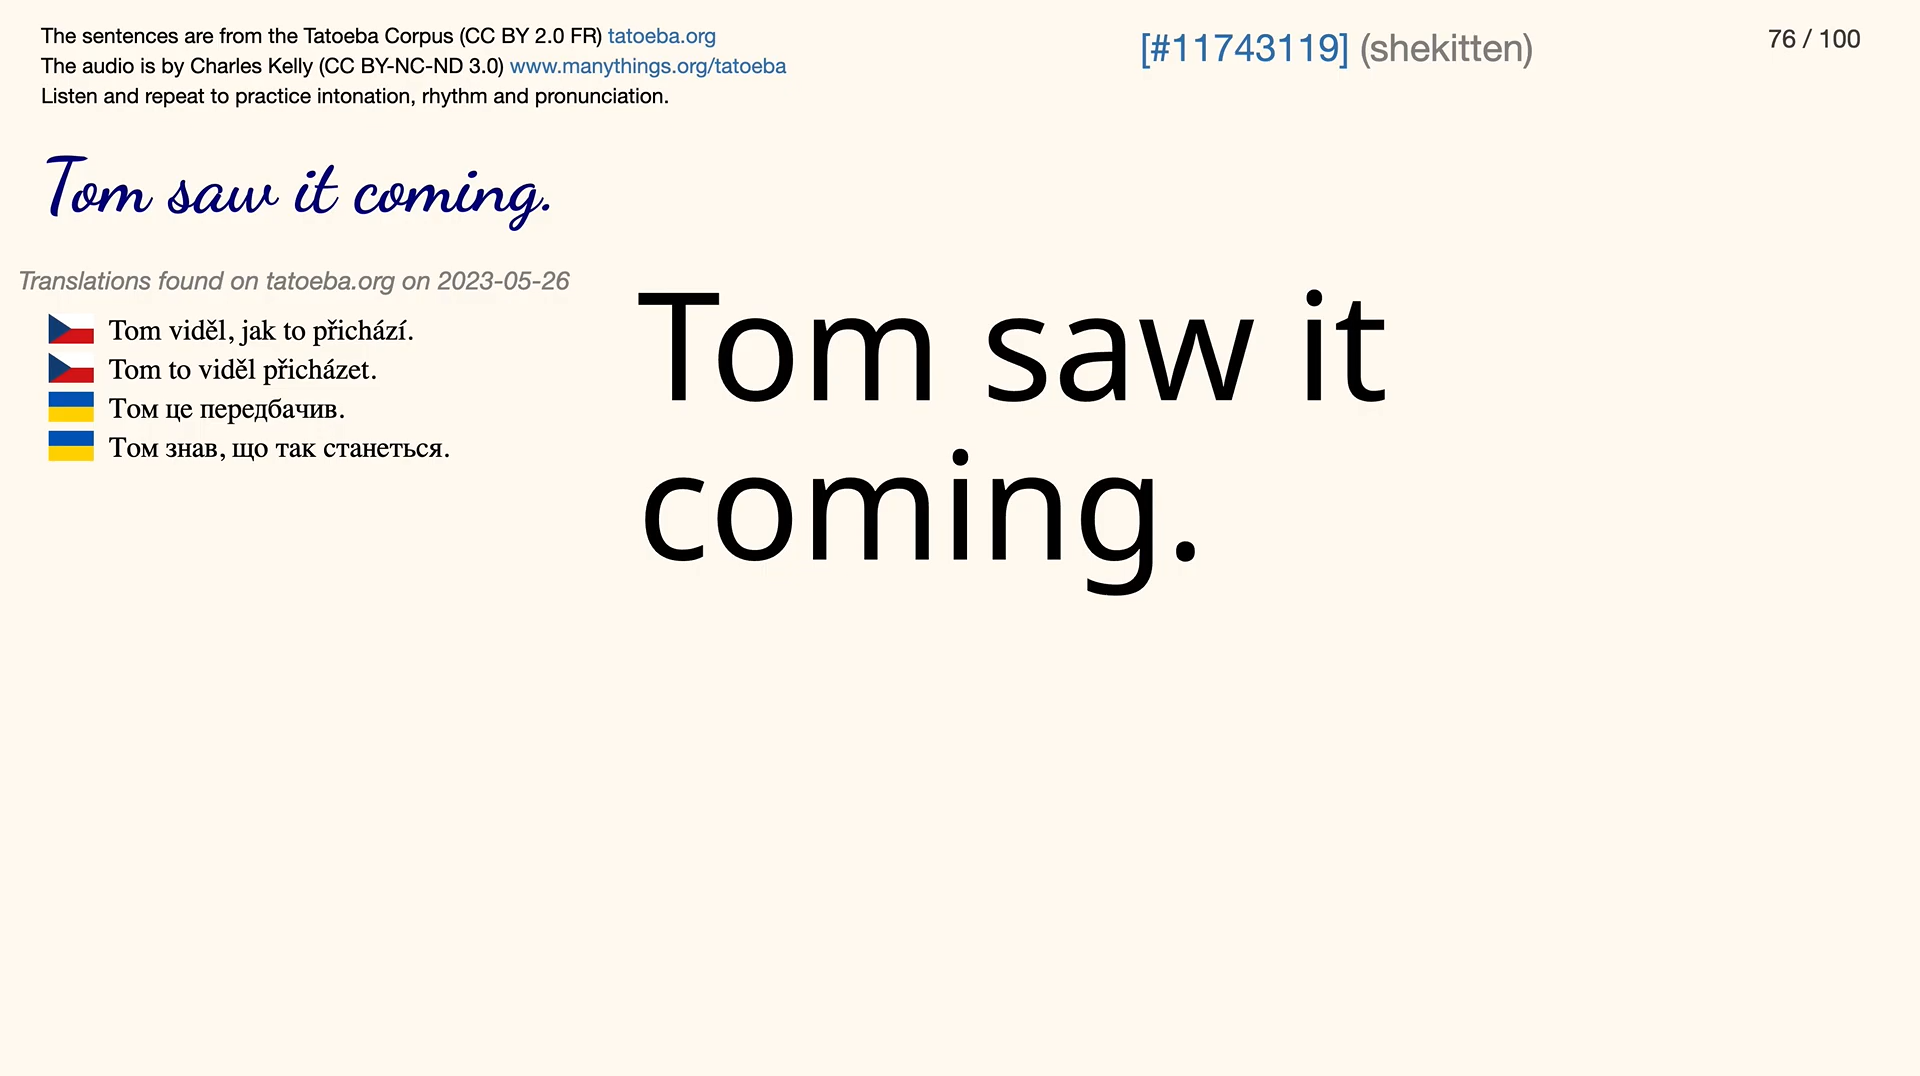 The sentences are from the Tatoeba Corpus (CC BY 2.0 FR) tatoeba.org
The audio is by Charles Kelly (CC BY-NC-ND 3.0) www.manythings.org/tatoeba
Listen and repeat to practice intonation, rhythm and pronunciation.
[#11743119] (shekitten)
76 / 100
Tom saw it coming.
Translations found on tatoeba.org on 2023-05-26
Tom viděl, jak to přichází.
Tom to viděl přicházet.
Том це передбачив.
Том знав, що так станеться.
Tom saw it
coming.